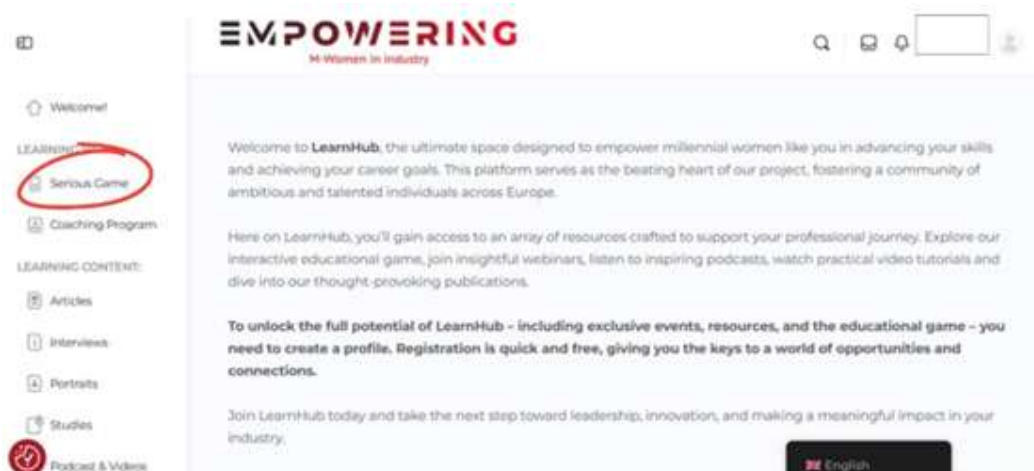 EMPOWERING
M-Women in Industry
Welcome!
LEARNING
Serious Game
Coaching Program
LEARNING CONTENT:
Articles
Interviews
Portraits
Studies
Podcast & Videos
Welcome to LearnHub, the ultimate space designed to empower millennial women like you in advancing your skills
and achieving your career goals. This platform serves as the beating heart of our project, fostering a community of
ambitious and talented individuals across Europe.
Here on LearnHub, you'll gain access to an array of resources crafted to support your professional journey. Explore our
interactive educational game, join insightful webinars, listen to inspiring podcasts, watch practical video tutorials and
dive into our thought-provoking publications.
To unlock the full potential of LearnHub – including exclusive events, resources, and the educational game – you
need to create a profile. Registration is quick and free, giving you the keys to a world of opportunities and
connections.
Join LearnHub today and take the next step toward leadership, innovation, and making a meaningful impact in your
industry.
English